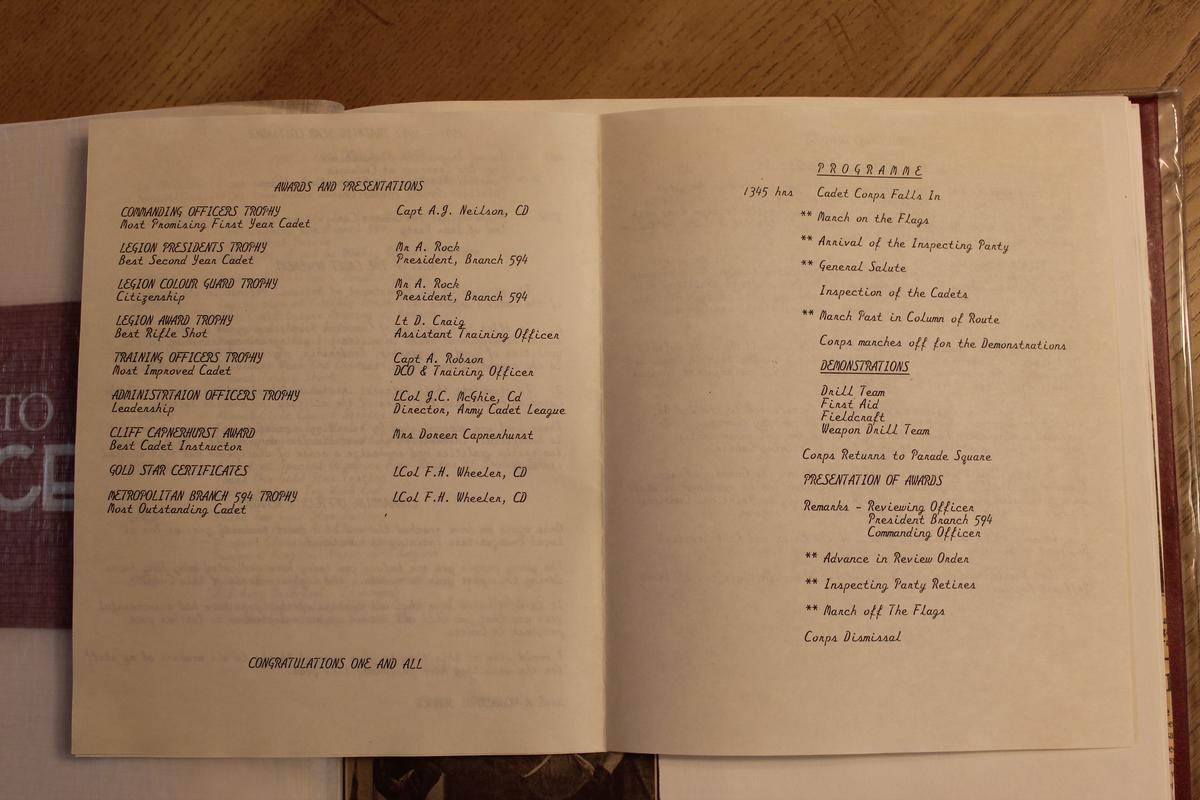 AWARDS AND PRESENTATIONS
COMMANDING OFFICERS TROPHY Capt A.J. Neilson, CD
Most Promising First Year Cadet
LEGION PRESIDENTS TROPHY Mr A. Rock
Best Second Year Cadet President, Branch 594
LEGION COLOUR GUARD TROPHY Mr A. Rock
Citizenship President, Branch 594
LEGION AWARD TROPHY Lt D. Craig
Best Rifle Shot Assistant Training Officer
TRAINING OFFICERS TROPHY Capt A. Robson
Most Improved Cadet DCO & Training Officer
ADMINISTRTAION OFFICERS TROPHY LCol J.C. McGhie, Cd
Leadership Director, Army Cadet League
CLIFF CAPNERHURST AWARD Mrs Doreen Capnerhurst
Best Cadet Instructor
GOLD STAR CERTIFICATES LCol F.H. Wheeler, CD
METROPOLITAN BRANCH 594 TROPHY LCol F.H. Wheeler, CD
Most Outstanding Cadet
CONGRATULATIONS ONE AND ALL
PROGRAMME
1345 hrs Cadet Corps Falls In
** March on the Flags
** Arrival of the Inspecting Party
** General Salute
Inspection of the Cadets
** March Past in Column of Route
Corps marches off for the Demonstrations
DEMONSTRATIONS
Drill Team
First Aid
Fieldcraft
Weapon Drill Team
Corps Returns to Parade Square
PRESENTATION OF AWARDS
Remarks - Reviewing Officer
President Branch 594
Commanding Officer
** Advance in Review Order
** Inspecting Party Retires
** March off The Flags
Corps Dismissal